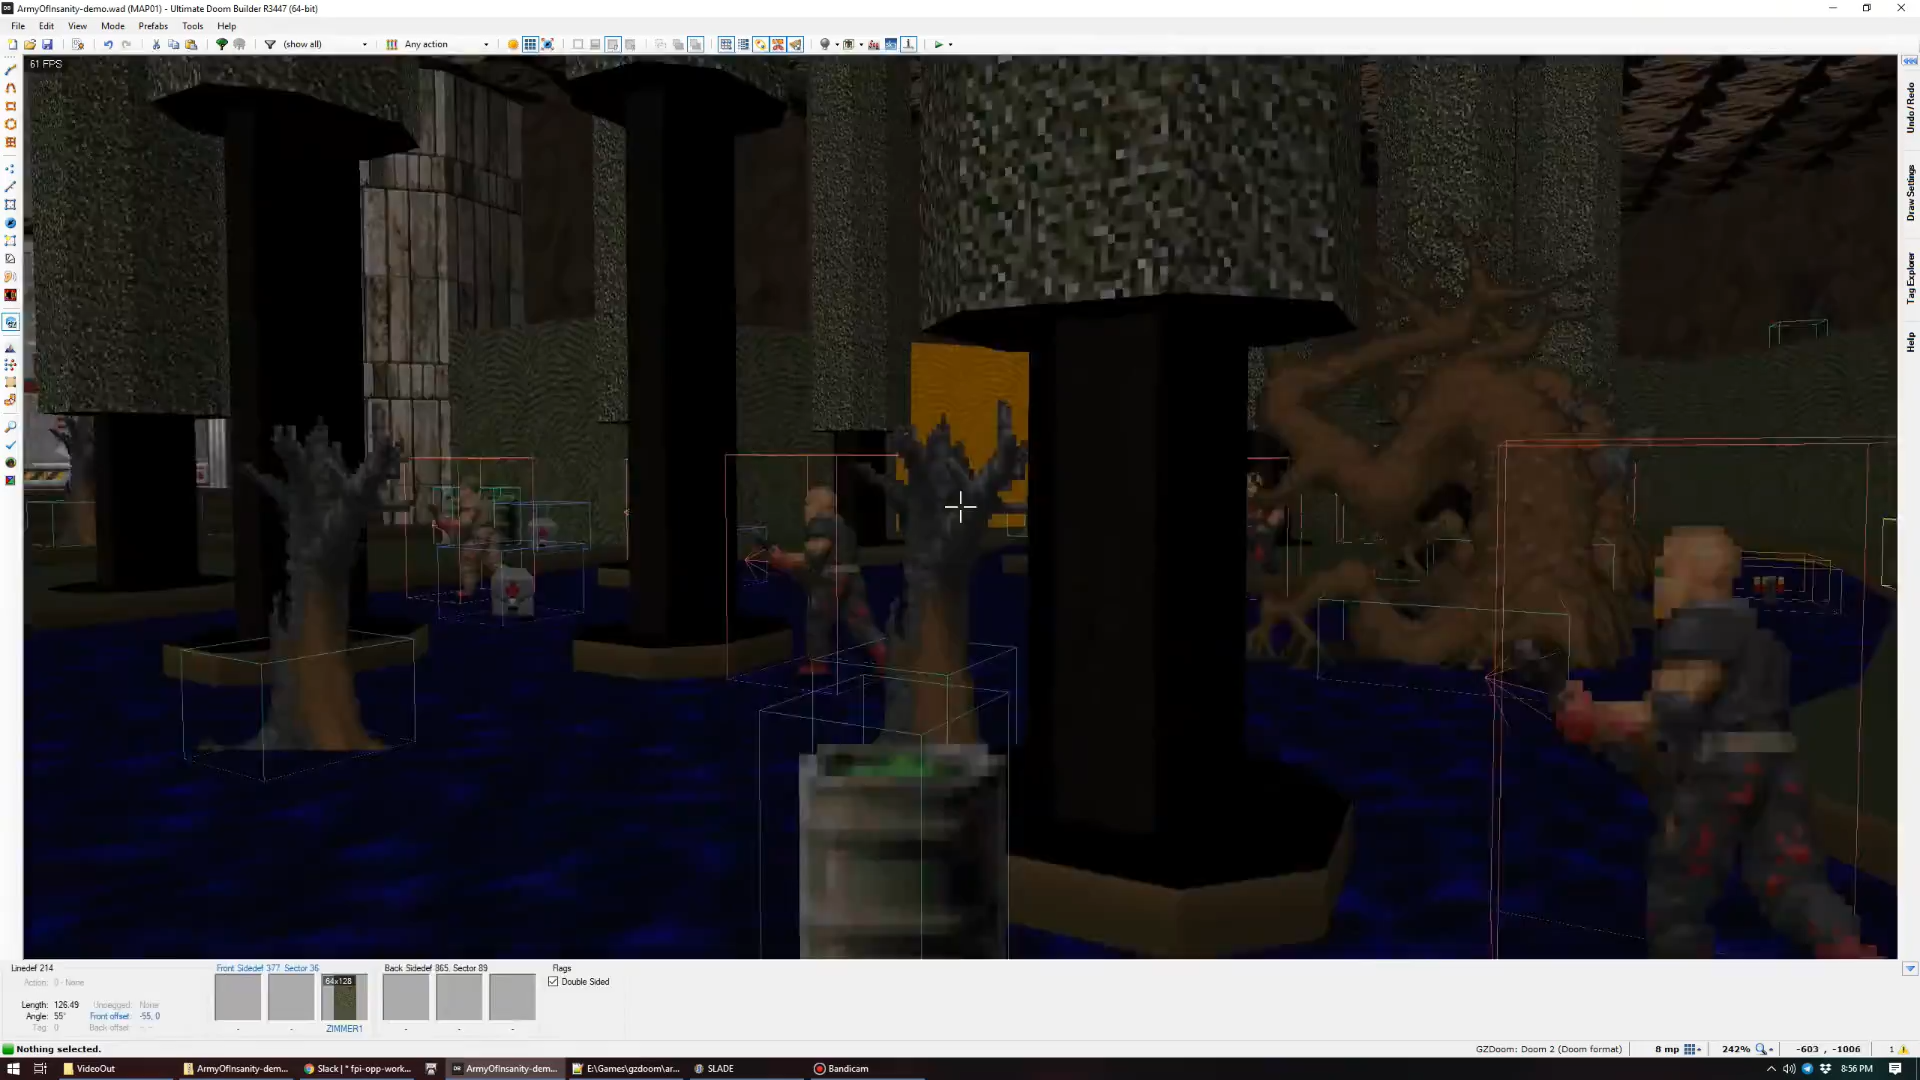 ArmyOfInsanity-demo.wad (MAP01) - Ultimate Doom Builder R3447 (64-bit)
File Edit View Mode Prefabs Tools Help
(show all) Any action
61 FPS
Undo / Redo
Draw Settings
Tag Explorer
Help
Linedef 214
Action: 0 - None
Length: 126.49 Unpegged: None
Angle: 55° Front offset: -55, 0
Tag: 0 Back offset: --, --
Front Sidedef 377, Sector 36
64x128
- - ZIMMER1
Back Sidedef 865, Sector 89
- - -
Flags
Double Sided
Nothing selected.
GZDoom: Doom 2 (Doom format) 8 mp 242% -603 , -1006 1
VideoOut ArmyOfInsanity-dem... Slack | * fpi-opp-work... ArmyOfInsanity-dem... E:\Games\gzdoom\ar... SLADE Bandicam 8:56 PM